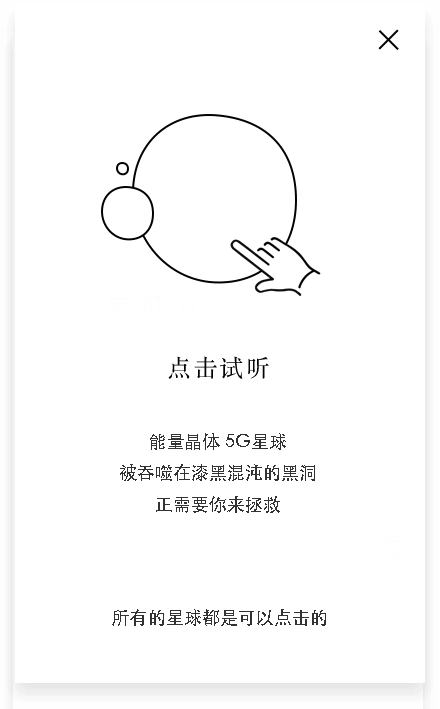 点击试听
能量晶体 5G星球
被吞噬在漆黑混沌的黑洞
正需要你来拯救
所有的星球都是可以点击的